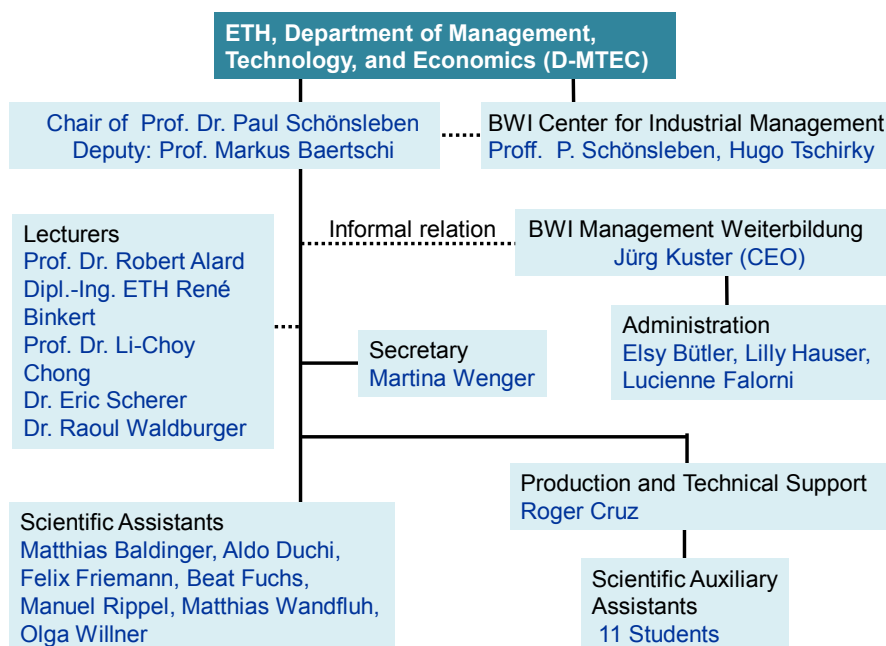 ETH, Department of Management,
Technology, and Economics (D-MTEC)
Chair of Prof. Dr. Paul Schönsleben
Deputy: Prof. Markus Baertschi
BWI Center for Industrial Management
Proff. P. Schönsleben, Hugo Tschirky
Lecturers
Prof. Dr. Robert Alard
Dipl.-Ing. ETH René
Binkert
Prof. Dr. Li-Choy
Chong
Dr. Eric Scherer
Dr. Raoul Waldburger
Informal relation
BWI Management Weiterbildung
Jürg Kuster (CEO)
Administration
Elsy Bütler, Lilly Hauser,
Lucienne Falorni
Secretary
Martina Wenger
Production and Technical Support
Roger Cruz
Scientific Assistants
Matthias Baldinger, Aldo Duchi,
Felix Friemann, Beat Fuchs,
Manuel Rippel, Matthias Wandfluh,
Olga Willner
Scientific Auxiliary
Assistants
11 Students